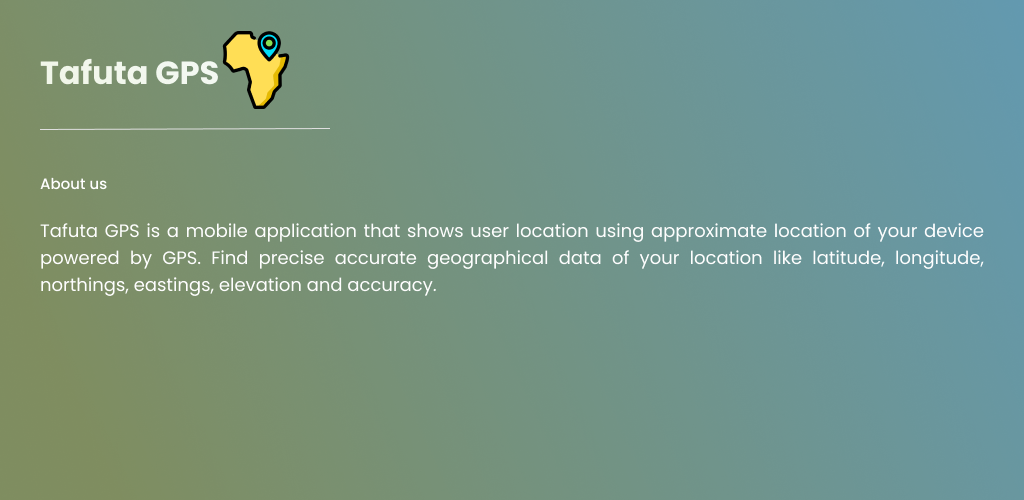 Tafuta GPS
About us
Tafuta GPS is a mobile application that shows user location using approximate location of your device
powered by GPS. Find precise accurate geographical data of your location like latitude, longitude,
northings, eastings, elevation and accuracy.